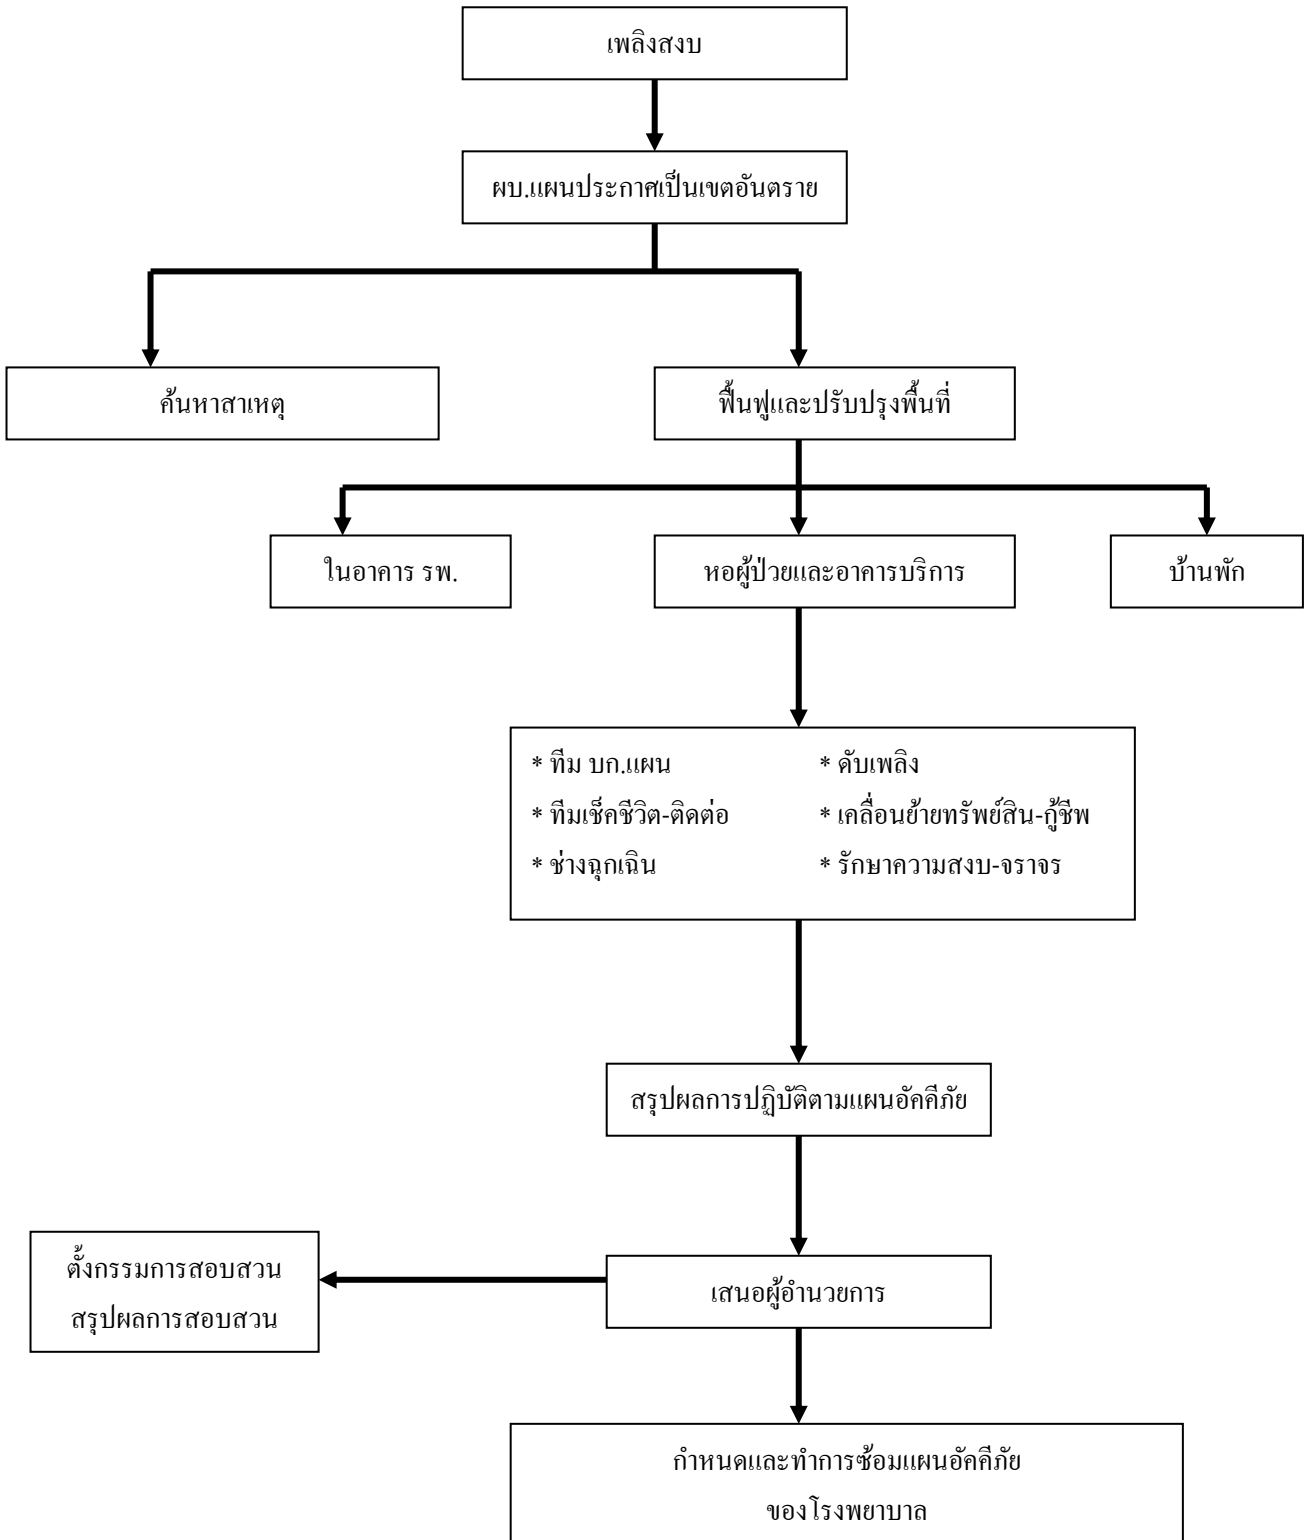 เพลิงสงบ
ผบ.แผนประกาศเป็นเขตอันตราย
ค้นหาสาเหตุ
ฟื้นฟูและปรับปรุงพื้นที่
ในอาคาร รพ.
หอผู้ป่วยและอาคารบริการ
บ้านพัก
* ทีม บก.แผน
* ดับเพลิง
* ทีมเช็คชีวิต-ติดต่อ
* เคลื่อนย้ายทรัพย์สิน-กู้ชีพ
* ช่างฉุกเฉิน
* รักษาความสงบ-จราจร
สรุปผลการปฏิบัติตามแผนอัคคีภัย
ตั้งกรรมการสอบสวน
สรุปผลการสอบสวน
เสนอผู้อำนวยการ
กำหนดและทำการซ้อมแผนอัคคีภัย
ของโรงพยาบาล